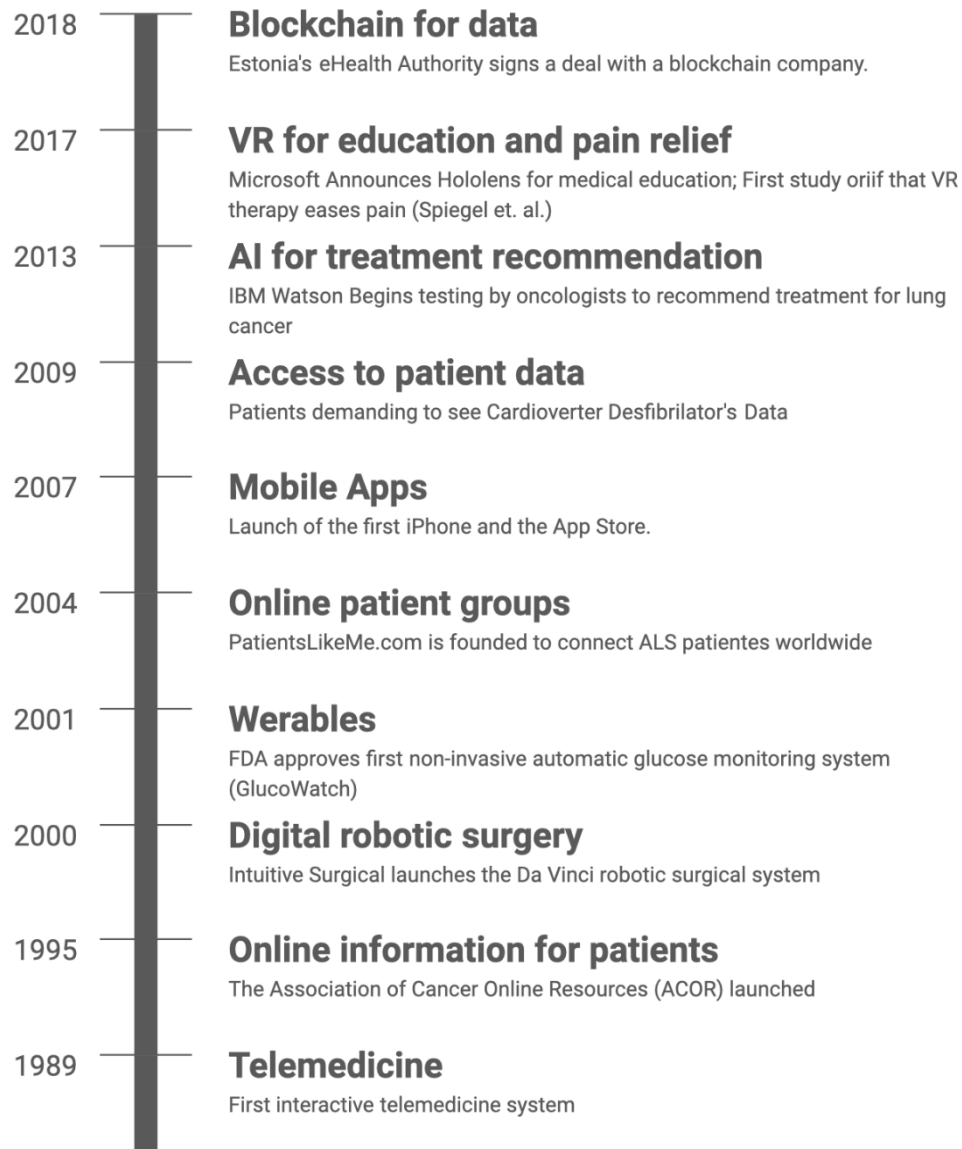 2018
Blockchain for data
Estonia's eHealth Authority signs a deal with a blockchain company.
2017
VR for education and pain relief
Microsoft Announces Hololens for medical education; First study oriif that VR
therapy eases pain (Spiegel et. al.)
2013
AI for treatment recommendation
IBM Watson Begins testing by oncologists to recommend treatment for lung
cancer
2009
Access to patient data
Patients demanding to see Cardioverter Desfibrilator's Data
2007
Mobile Apps
Launch of the first iPhone and the App Store.
2004
Online patient groups
PatientsLikeMe.com is founded to connect ALS patientes worldwide
2001
Werables
FDA approves first non-invasive automatic glucose monitoring system
(GlucoWatch)
2000
Digital robotic surgery
Intuitive Surgical launches the Da Vinci robotic surgical system
1995
Online information for patients
The Association of Cancer Online Resources (ACOR) launched
1989
Telemedicine
First interactive telemedicine system